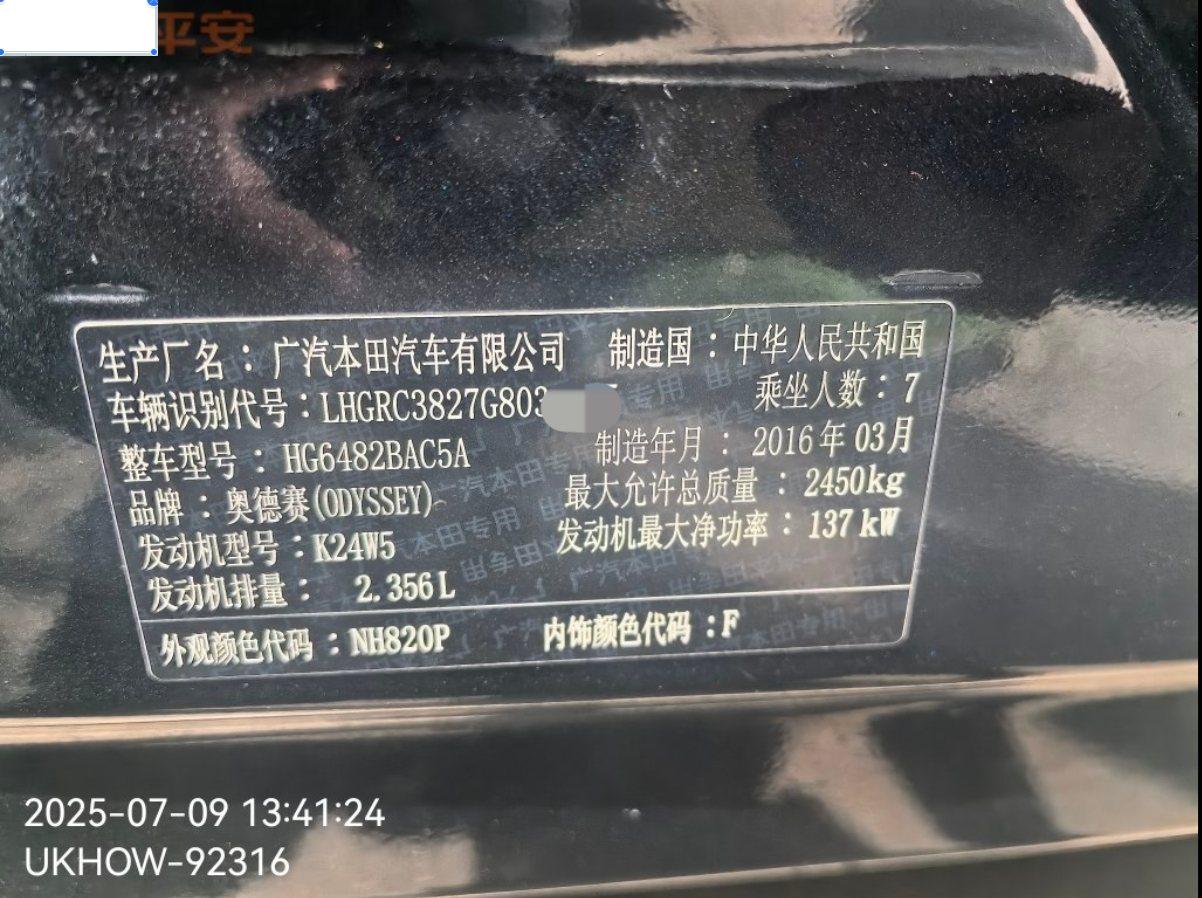 平安
生产厂名：广汽本田汽车有限公司 制造国：中华人民共和国
车辆识别代号：LHGRC3827G803 乘坐人数：7
整车型号：HG6482BAC5A 制造年月：2016年03月
品牌：奥德赛(ODYSSEY) 最大允许总质量：2450kg
发动机型号：K24W5 发动机最大净功率：137kW
发动机排量：2.356L
外观颜色代码：NH820P 内饰颜色代码：F
2025-07-09 13:41:24
UKHOW-92316